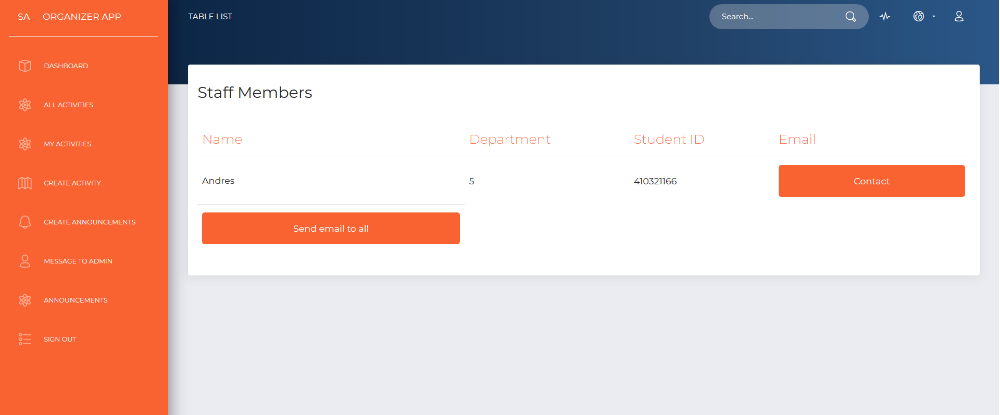 SA ORGANIZER APP
DASHBOARD
ALL ACTIVITIES
MY ACTIVITIES
CREATE ACTIVITY
CREATE ANNOUNCEMENTS
MESSAGE TO ADMIN
ANNOUNCEMENTS
SIGN OUT
TABLE LIST
Search...
Staff Members
Name Department Student ID Email
Andres 5 410321166 Contact
Send email to all